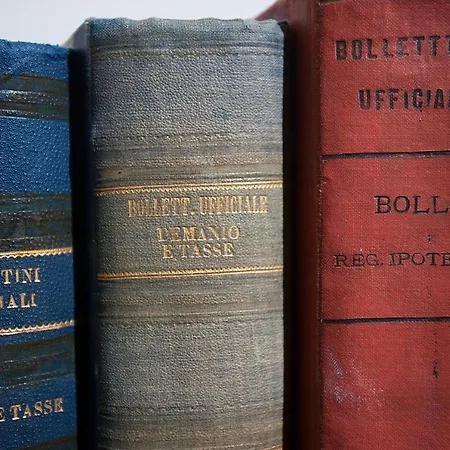 TINI
ALI
E TASSE
BOLLETT. UFFICIALE
DEMANIO
E TASSE
BOLLETT
UFFICIA
BOLL
REG. IPOTE